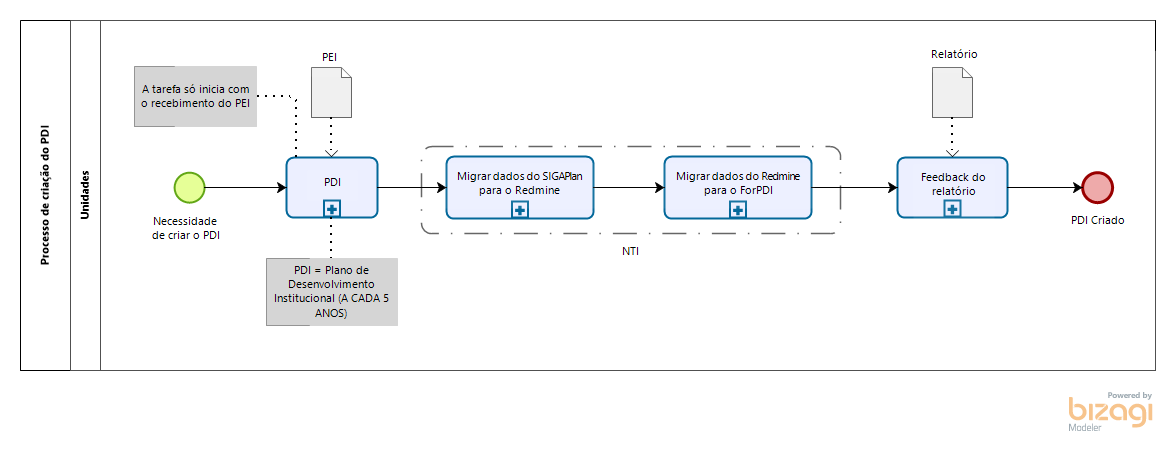 Processo de criação do PDI
Unidades
A tarefa só inicia com
o recebimento do PEI
PEI
Relatório
Necessidade
de criar o PDI
PDI
Migrar dados do SIGAPlan
para o Redmine
Migrar dados do Redmine
para o ForPDI
Feedback do
relatório
PDI Criado
NTI
PDI = Plano de
Desenvolvimento
Institucional (A CADA 5
ANOS)
Powered by
bizagi
Modeler